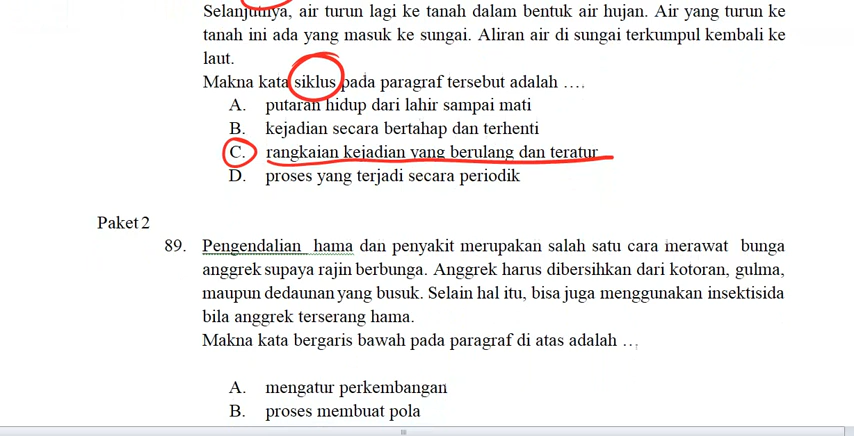 Selanjutnya, air turun lagi ke tanah dalam bentuk air hujan. Air yang turun ke
tanah ini ada yang masuk ke sungai. Aliran air di sungai terkumpul kembali ke
laut.
Makna kata siklus pada paragraf tersebut adalah ….
A. putaran hidup dari lahir sampai mati
B. kejadian secara bertahap dan terhenti
C. rangkaian kejadian yang berulang dan teratur
D. proses yang terjadi secara periodik
Paket 2
89. Pengendalian hama dan penyakit merupakan salah satu cara merawat bunga
anggrek supaya rajin berbunga. Anggrek harus dibersihkan dari kotoran, gulma,
maupun dedaunan yang busuk. Selain hal itu, bisa juga menggunakan insektisida
bila anggrek terserang hama.
Makna kata bergaris bawah pada paragraf di atas adalah ….
A. mengatur perkembangan
B. proses membuat pola